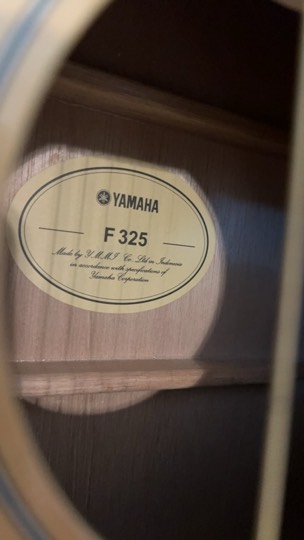 YAMAHA
F 325
Made by Y.M.M.I Co. Ltd in Indonesia
in accordance with specifications of
Yamaha Corporation